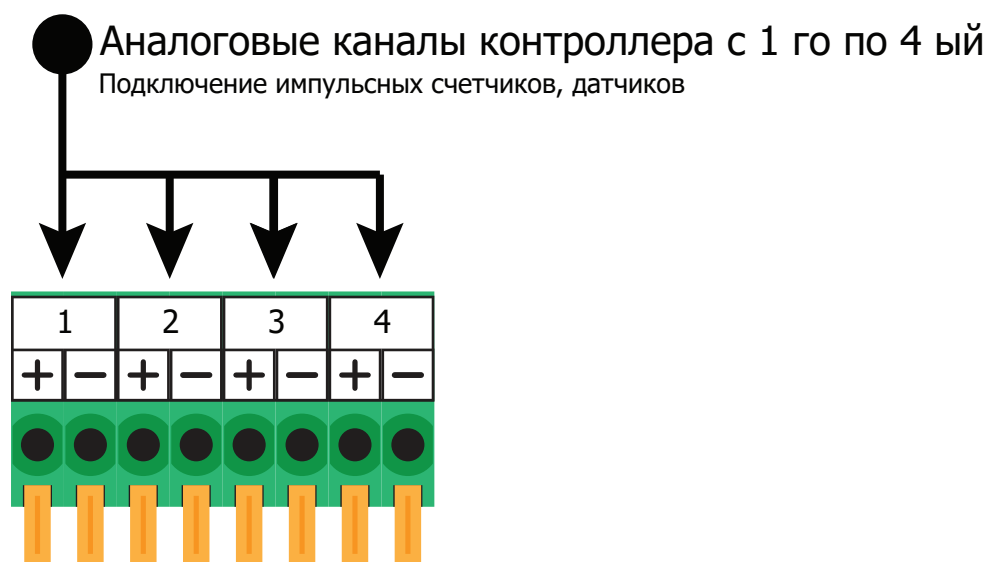 Аналоговые каналы контроллера с 1 го по 4 ый
Подключение импульсных счетчиков, датчиков
1 2 3 4
+ − + − + − + −